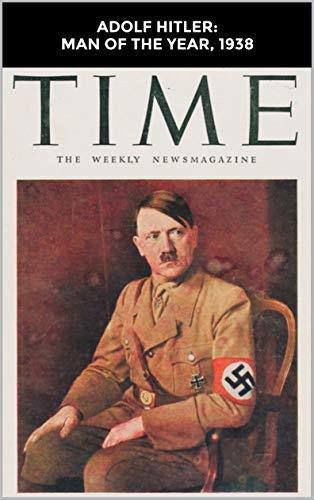 ADOLF HITLER:
MAN OF THE YEAR, 1938
TIME
THE WEEKLY NEWSMAGAZINE